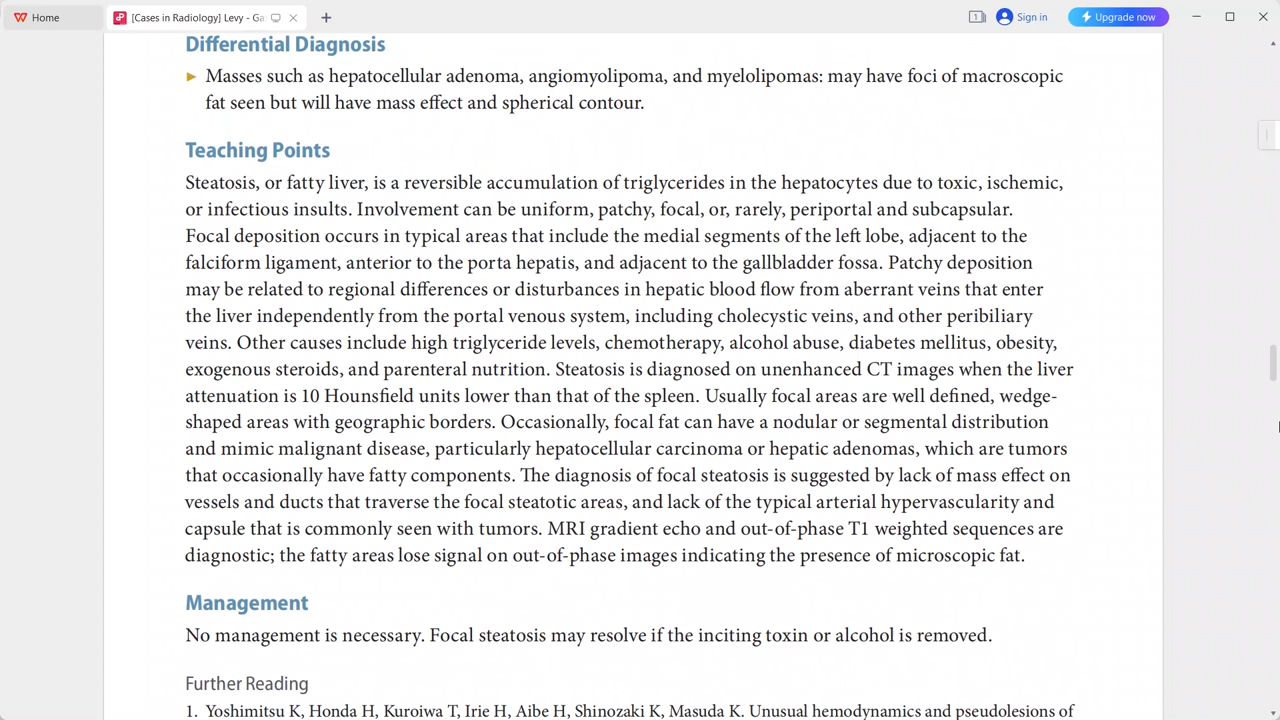 Home
[Cases in Radiology] Levy - Ga
1
Sign in
Upgrade now
Differential Diagnosis
► Masses such as hepatocellular adenoma, angiomyolipoma, and myelolipomas: may have foci of macroscopic
fat seen but will have mass effect and spherical contour.
Teaching Points
Steatosis, or fatty liver, is a reversible accumulation of triglycerides in the hepatocytes due to toxic, ischemic,
or infectious insults. Involvement can be uniform, patchy, focal, or, rarely, periportal and subcapsular.
Focal deposition occurs in typical areas that include the medial segments of the left lobe, adjacent to the
falciform ligament, anterior to the porta hepatis, and adjacent to the gallbladder fossa. Patchy deposition
may be related to regional differences or disturbances in hepatic blood flow from aberrant veins that enter
the liver independently from the portal venous system, including cholecystic veins, and other peribiliary
veins. Other causes include high triglyceride levels, chemotherapy, alcohol abuse, diabetes mellitus, obesity,
exogenous steroids, and parenteral nutrition. Steatosis is diagnosed on unenhanced CT images when the liver
attenuation is 10 Hounsfield units lower than that of the spleen. Usually focal areas are well defined, wedge-
shaped areas with geographic borders. Occasionally, focal fat can have a nodular or segmental distribution
and mimic malignant disease, particularly hepatocellular carcinoma or hepatic adenomas, which are tumors
that occasionally have fatty components. The diagnosis of focal steatosis is suggested by lack of mass effect on
vessels and ducts that traverse the focal steatotic areas, and lack of the typical arterial hypervascularity and
capsule that is commonly seen with tumors. MRI gradient echo and out-of-phase T1 weighted sequences are
diagnostic; the fatty areas lose signal on out-of-phase images indicating the presence of microscopic fat.
Management
No management is necessary. Focal steatosis may resolve if the inciting toxin or alcohol is removed.
Further Reading
1. Yoshimitsu K, Honda H, Kuroiwa T, Irie H, Aibe H, Shinozaki K, Masuda K. Unusual hemodynamics and pseudolesions of